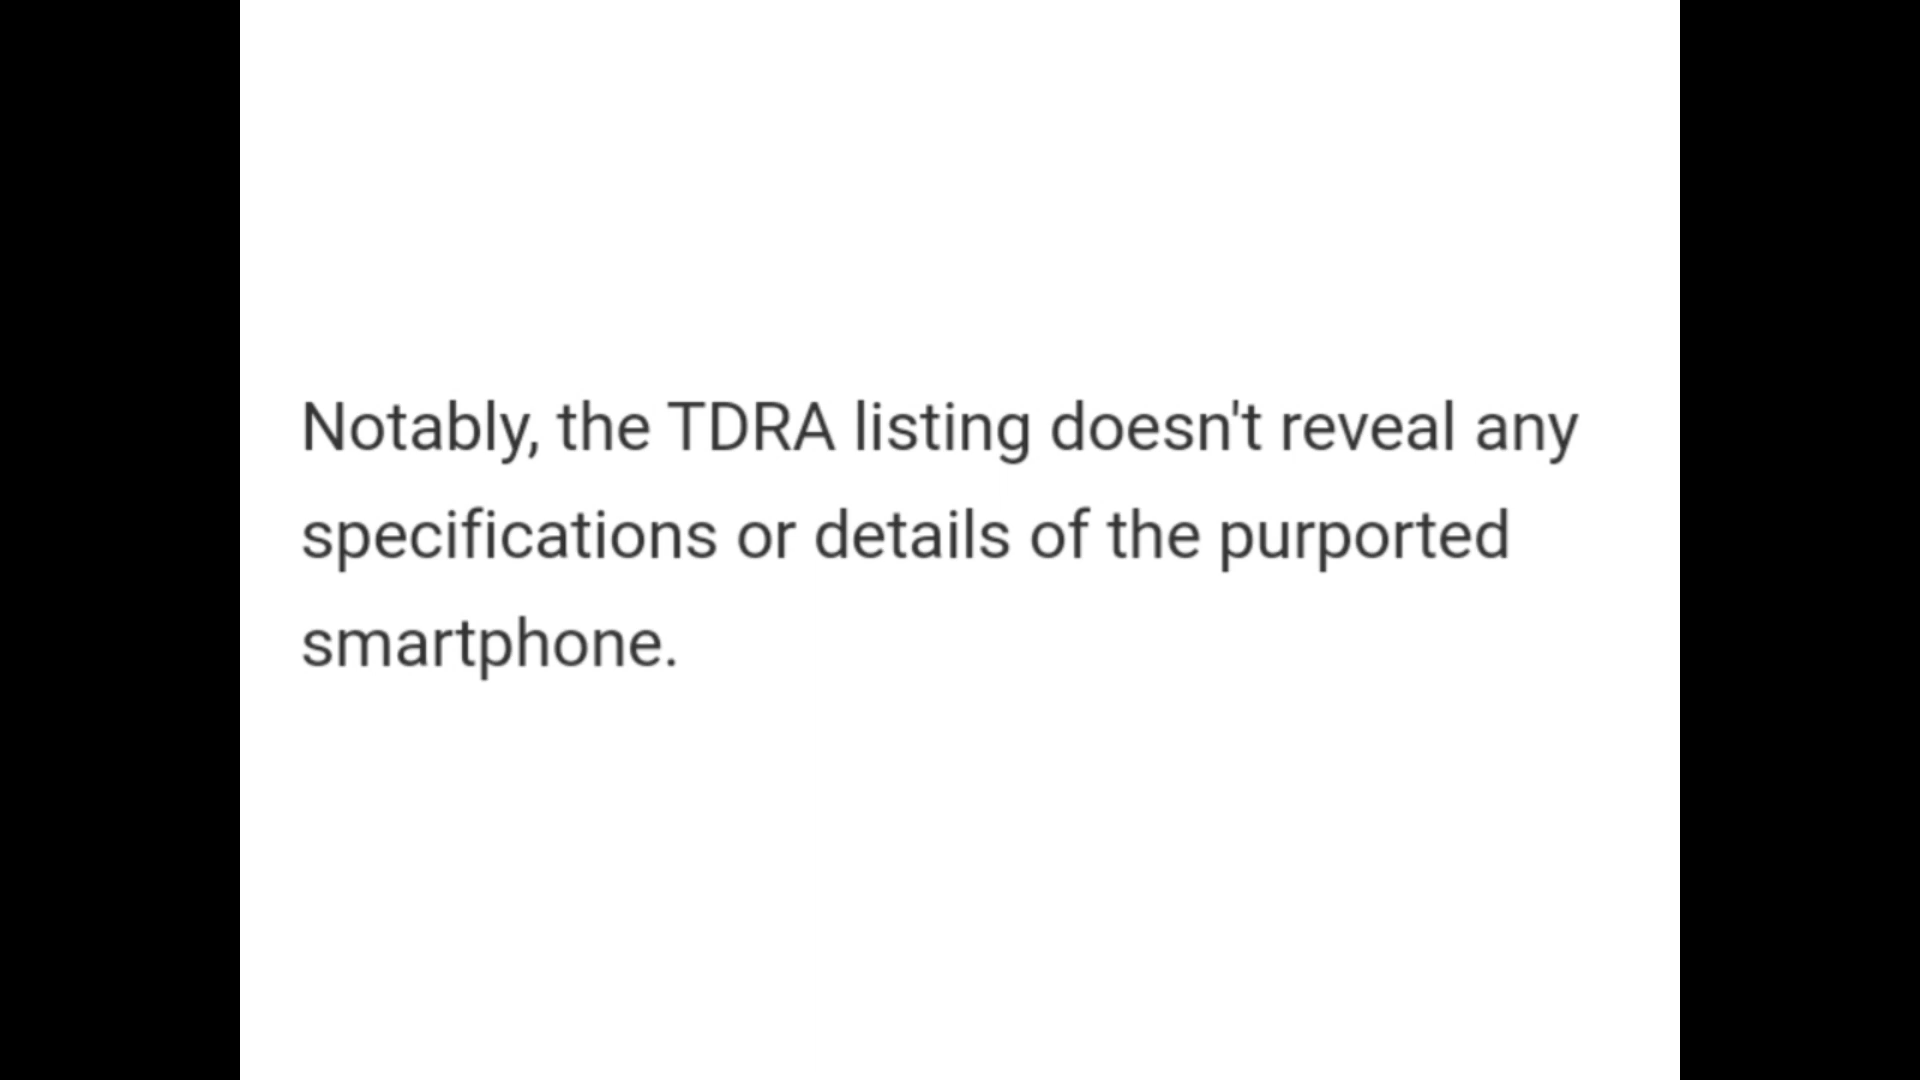 Notably, the TDRA listing doesn't reveal any
specifications or details of the purported
smartphone.